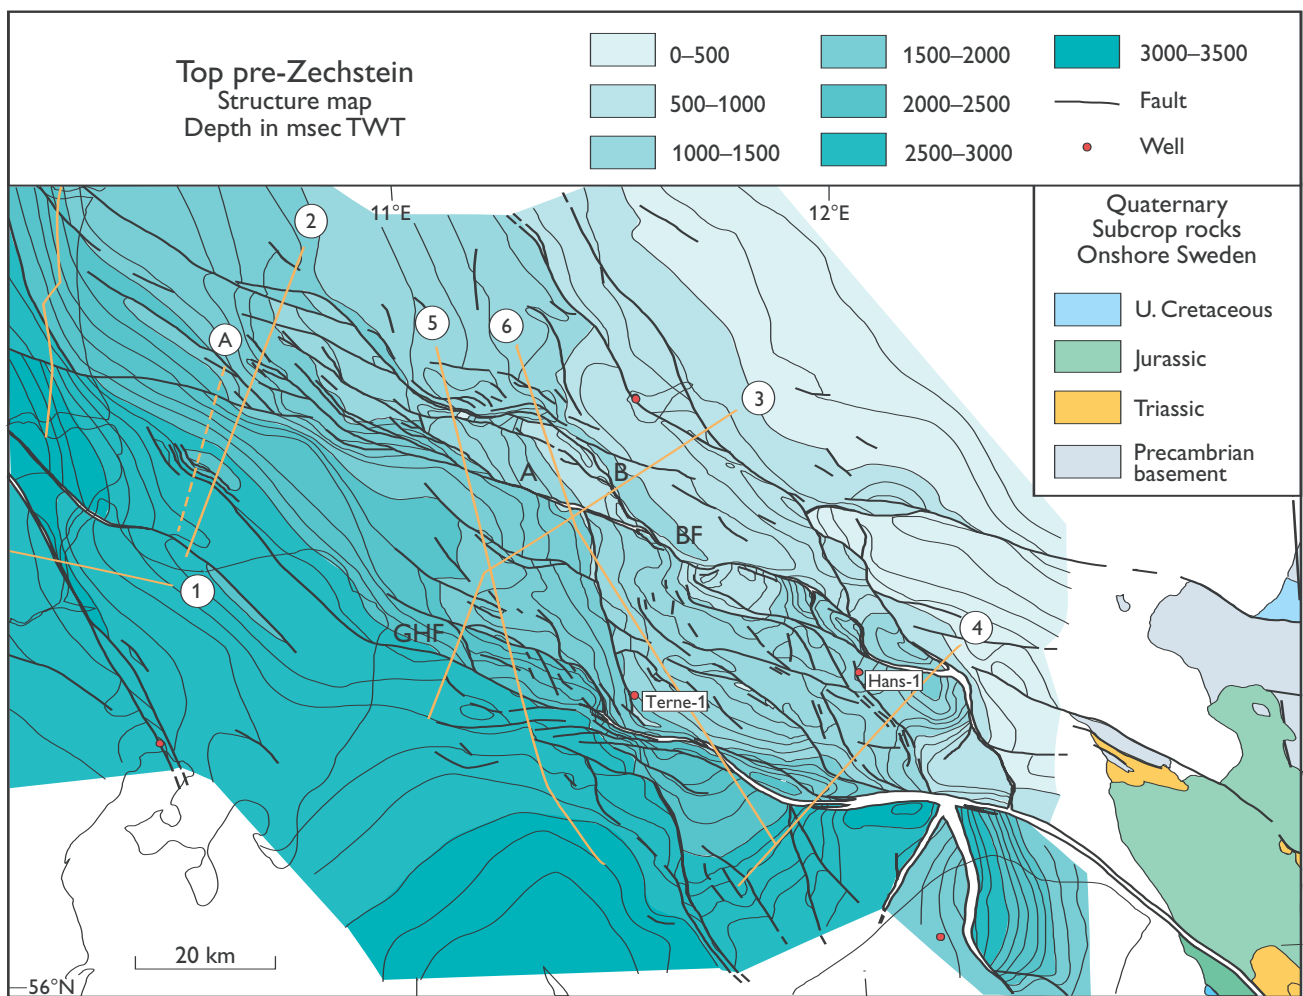 Top pre-Zechstein
Structure map
Depth in msec TWT
0–500
500–1000
1000–1500
1500–2000
2000–2500
2500–3000
3000–3500
Fault
Well
11°E
12°E
Quaternary
Subcrop rocks
Onshore Sweden
U. Cretaceous
Jurassic
Triassic
Precambrian
basement
2
A
5
6
3
A
B
BF
1
GHF
4
Hans-1
Terne-1
20 km
56°N